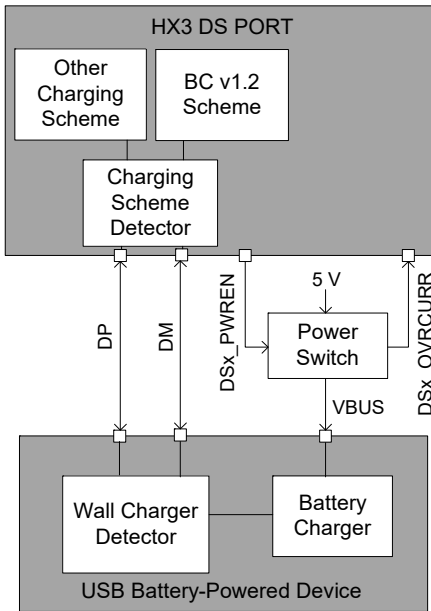 HX3 DS PORT
Other
Charging
Scheme
BC v1.2
Scheme
Charging
Scheme
Detector
DP
DM
DSx_PWREN
5 V
Power
Switch
DSx_OVRCURR
VBUS
Wall Charger
Detector
Battery
Charger
USB Battery-Powered Device